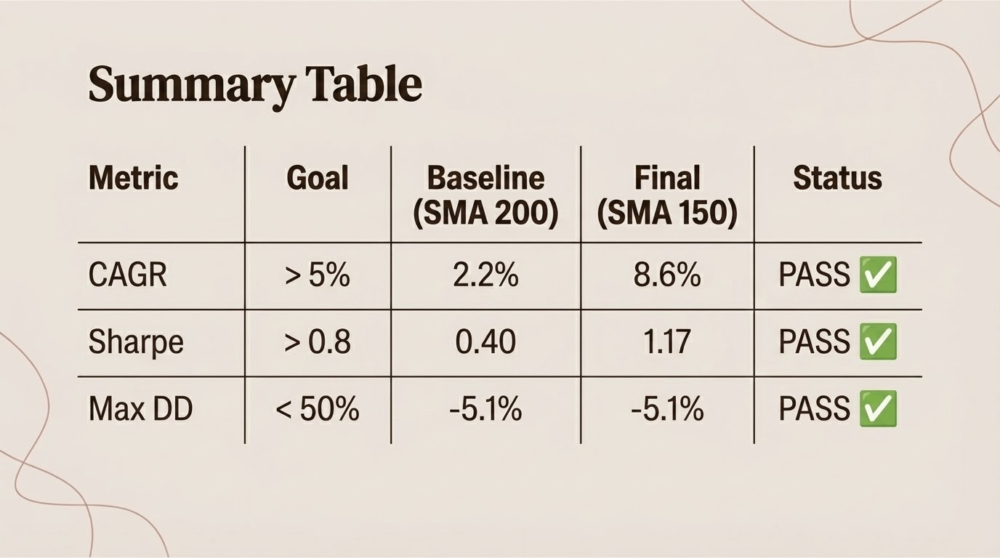 Summary Table
Metric Goal Baseline (SMA 200) Final (SMA 150) Status
CAGR > 5% 2.2% 8.6% PASS ✅
Sharpe > 0.8 0.40 1.17 PASS ✅
Max DD < 50% -5.1% -5.1% PASS ✅